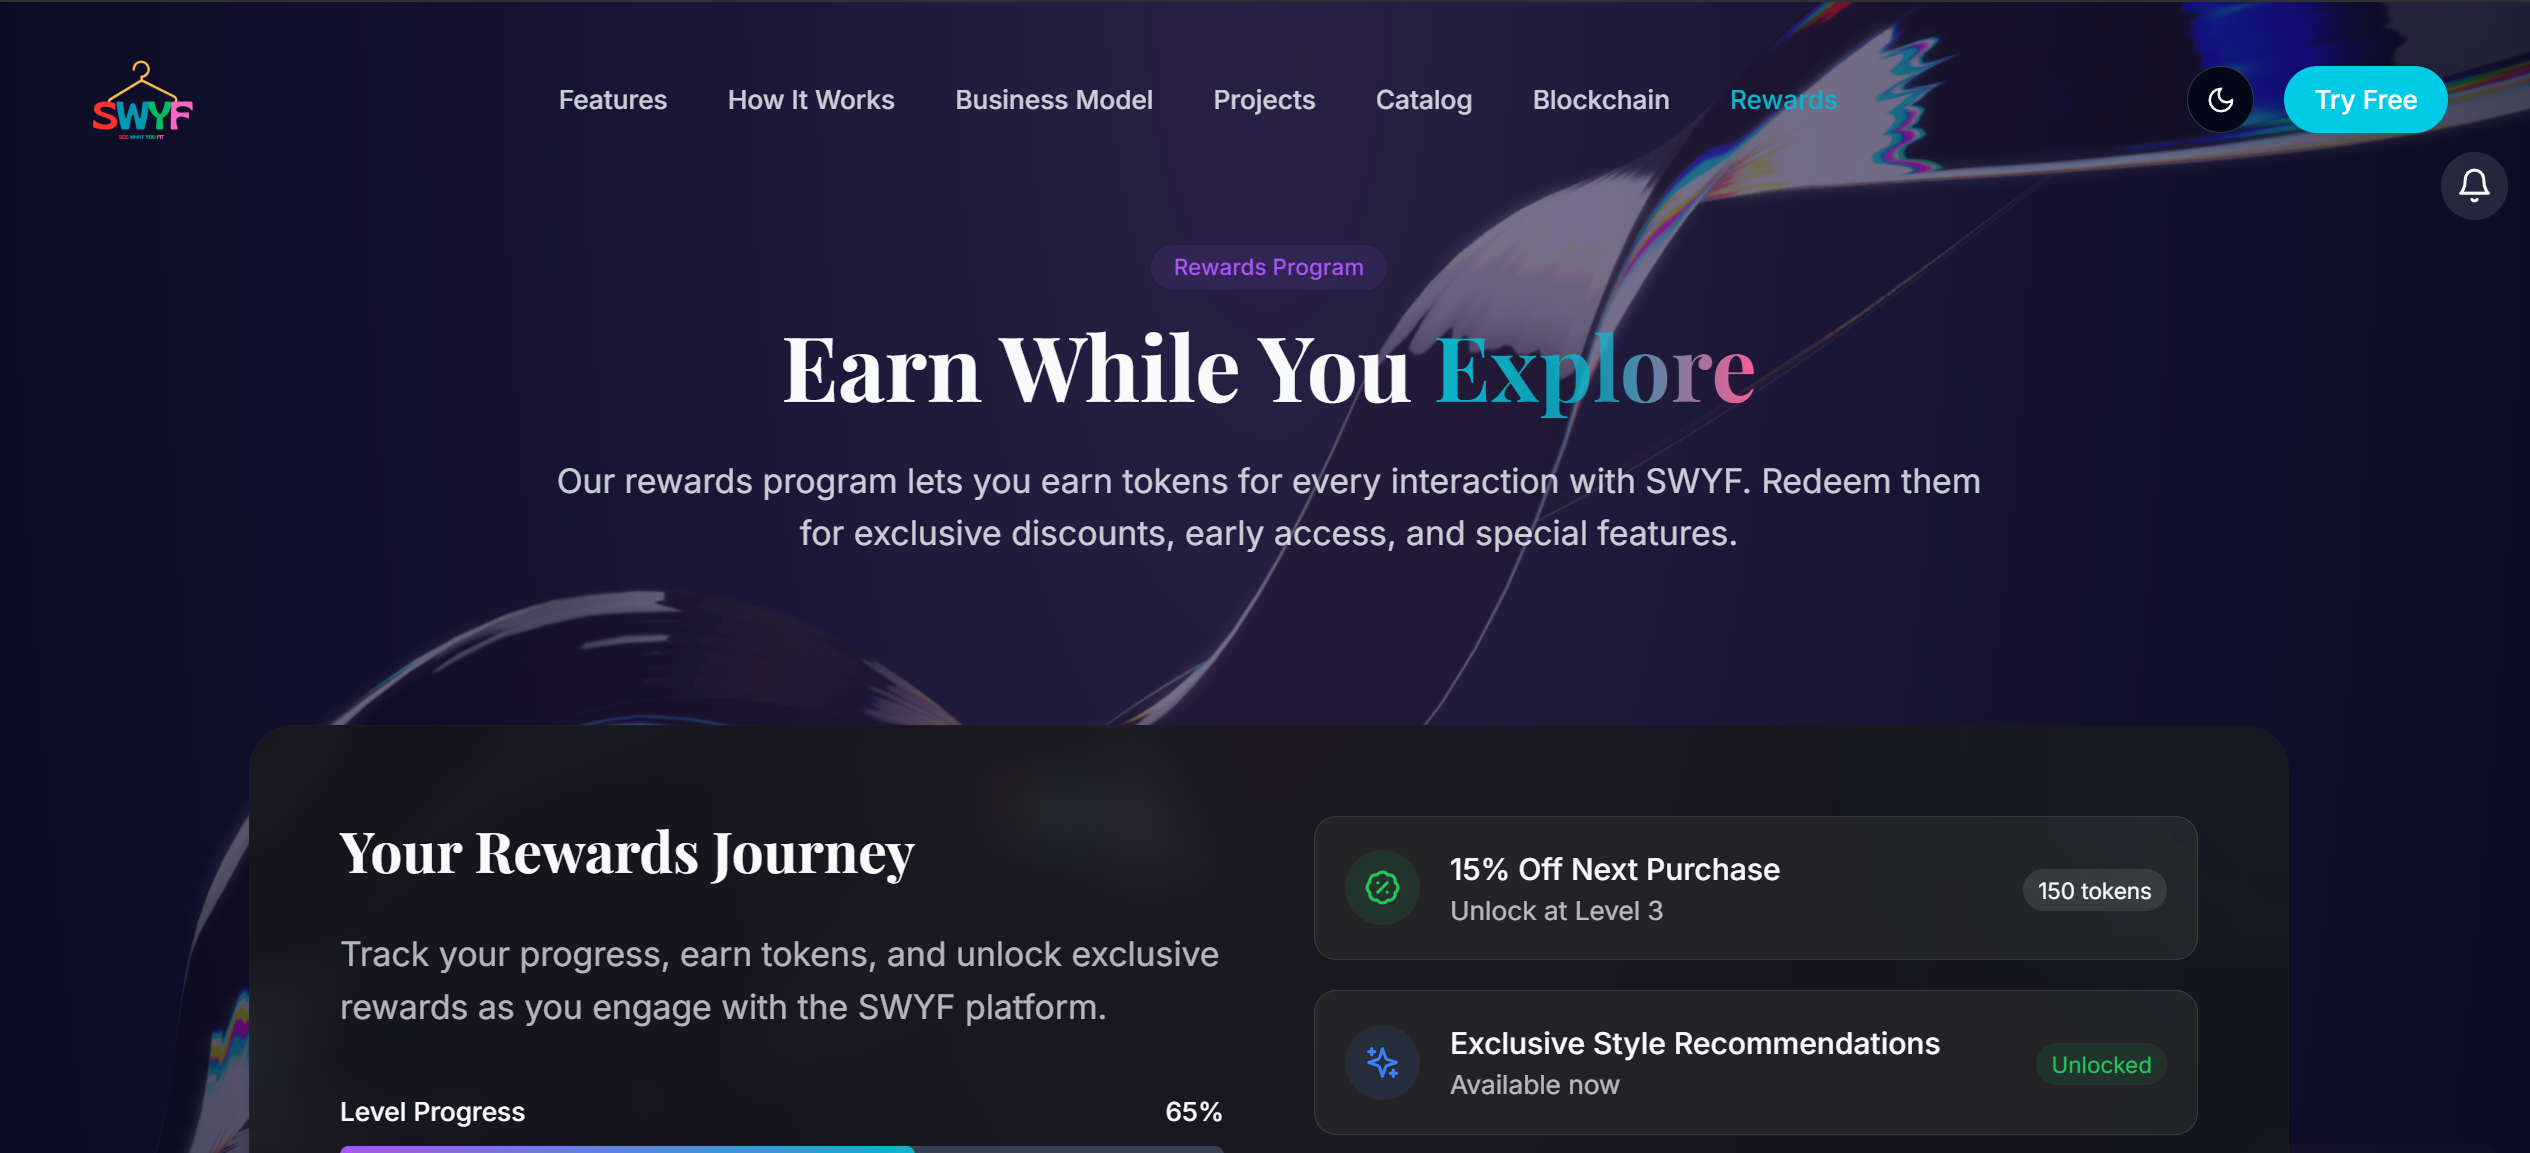 SWYF
SEE WHAT YOU FIT
Features
How It Works
Business Model
Projects
Catalog
Blockchain
Rewards
Try Free
Rewards Program
Earn While You Explore
Our rewards program lets you earn tokens for every interaction with SWYF. Redeem them
for exclusive discounts, early access, and special features.
Your Rewards Journey
Track your progress, earn tokens, and unlock exclusive
rewards as you engage with the SWYF platform.
Level Progress
65%
15% Off Next Purchase
Unlock at Level 3
150 tokens
Exclusive Style Recommendations
Available now
Unlocked